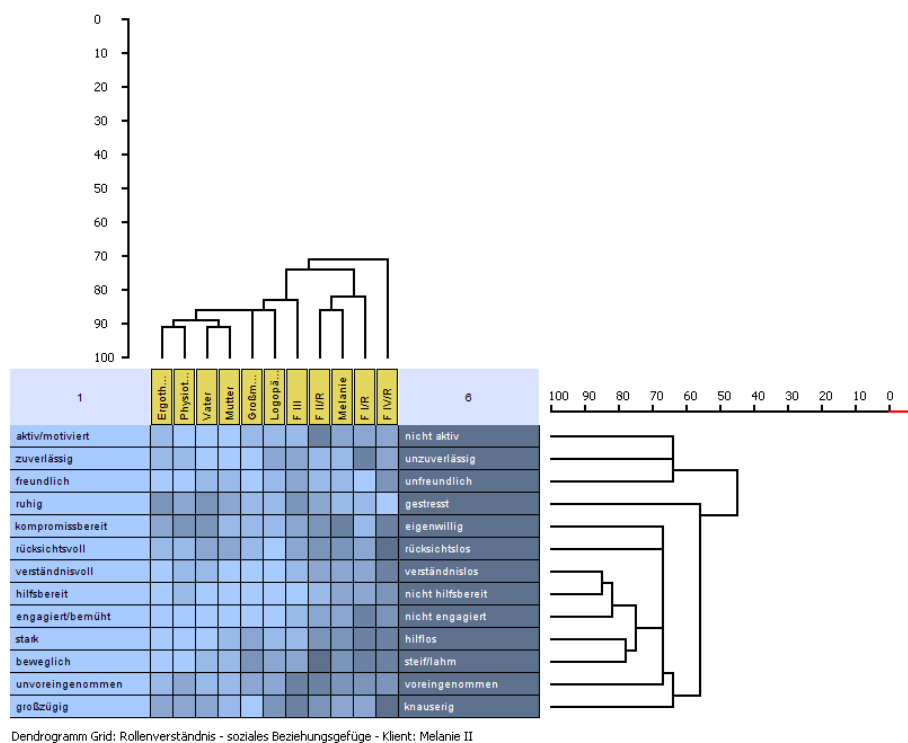 0
10
20
30
40
50
60
70
80
90
100
1 Ergoth... Physiot... Vater Mutter Großm... Logopä... F III F II/R Melanie F I/R F IV/R 6
100 90 80 70 60 50 40 30 20 10 0
aktiv/motiviert nicht aktiv
zuverlässig unzuverlässig
freundlich unfreundlich
ruhig gestresst
kompromissbereit eigenwillig
rücksichtsvoll rücksichtslos
verständnisvoll verständnislos
hilfsbereit nicht hilfsbereit
engagiert/bemüht nicht engagiert
stark hilflos
beweglich steif/lahm
unvoreingenommen voreingenommen
großzügig knauserig
Dendrogramm Grid: Rollenverständnis - soziales Beziehungsgefüge - Klient: Melanie II